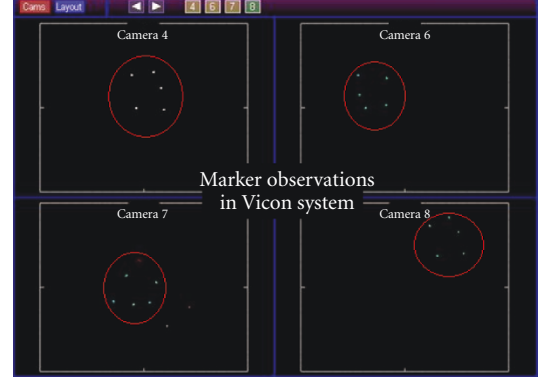 Cams Layout 4 6 7 8
Camera 4
Camera 6
Marker observations
in Vicon system
Camera 7
Camera 8